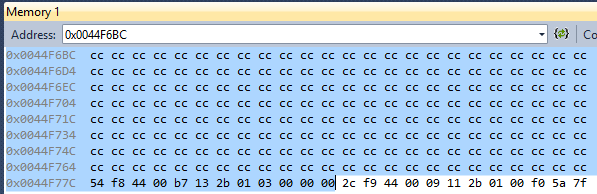 Memory 1
Address: 0x0044F6BC Co
0x0044F6BC cc cc cc cc cc cc cc cc cc cc cc cc cc cc cc cc cc cc cc cc cc cc cc cc
0x0044F6D4 cc cc cc cc cc cc cc cc cc cc cc cc cc cc cc cc cc cc cc cc cc cc cc cc
0x0044F6EC cc cc cc cc cc cc cc cc cc cc cc cc cc cc cc cc cc cc cc cc cc cc cc cc
0x0044F704 cc cc cc cc cc cc cc cc cc cc cc cc cc cc cc cc cc cc cc cc cc cc cc cc
0x0044F71C cc cc cc cc cc cc cc cc cc cc cc cc cc cc cc cc cc cc cc cc cc cc cc cc
0x0044F734 cc cc cc cc cc cc cc cc cc cc cc cc cc cc cc cc cc cc cc cc cc cc cc cc
0x0044F74C cc cc cc cc cc cc cc cc cc cc cc cc cc cc cc cc cc cc cc cc cc cc cc cc
0x0044F764 cc cc cc cc cc cc cc cc cc cc cc cc cc cc cc cc cc cc cc cc cc cc cc cc
0x0044F77C 54 f8 44 00 b7 13 2b 01 03 00 00 00 2c f9 44 00 09 11 2b 01 00 f0 5a 7f